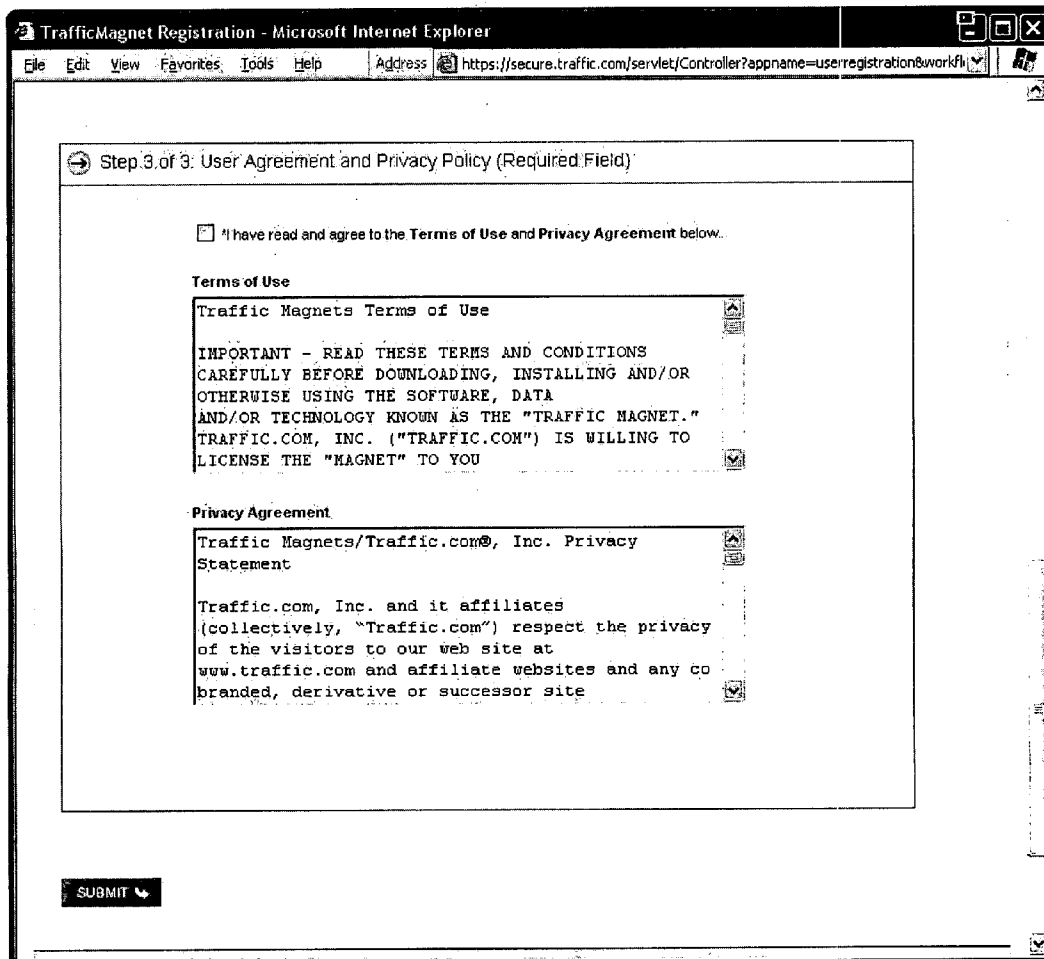 TrafficMagnet Registration - Microsoft Internet Explorer
File Edit View Favorites Tools Help Address https://secure.traffic.com/servlet/Controller?appname=userregistration&workfl
Step 3 of 3: User Agreement and Privacy Policy (Required Field)
*I have read and agree to the Terms of Use and Privacy Agreement below.
Terms of Use
Traffic Magnets Terms of Use
IMPORTANT - READ THESE TERMS AND CONDITIONS
CAREFULLY BEFORE DOWNLOADING, INSTALLING AND/OR
OTHERWISE USING THE SOFTWARE, DATA
AND/OR TECHNOLOGY KNOWN AS THE "TRAFFIC MAGNET."
TRAFFIC.COM, INC. ("TRAFFIC.COM") IS WILLING TO
LICENSE THE "MAGNET" TO YOU
Privacy Agreement
Traffic Magnets/Traffic.com®, Inc. Privacy
Statement
Traffic.com, Inc. and it affiliates
(collectively, "Traffic.com") respect the privacy
of the visitors to our web site at
www.traffic.com and affiliate websites and any co
branded, derivative or successor site
SUBMIT